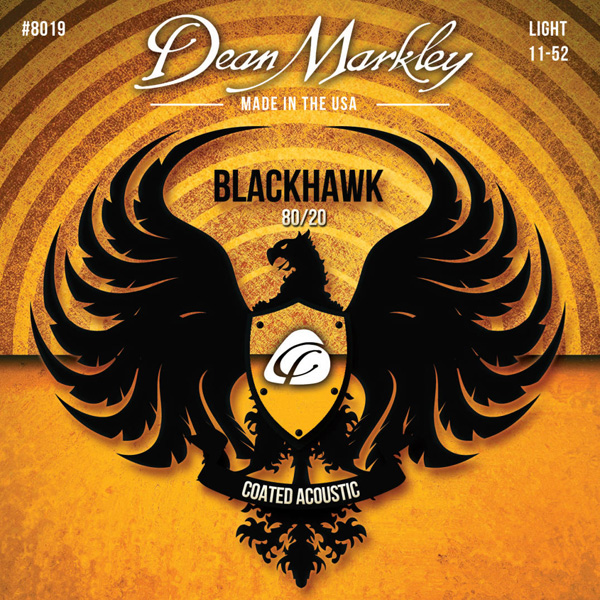 #8019
Dean Markley
LIGHT
11-52
MADE IN THE USA
BLACKHAWK
80/20
COATED ACOUSTIC